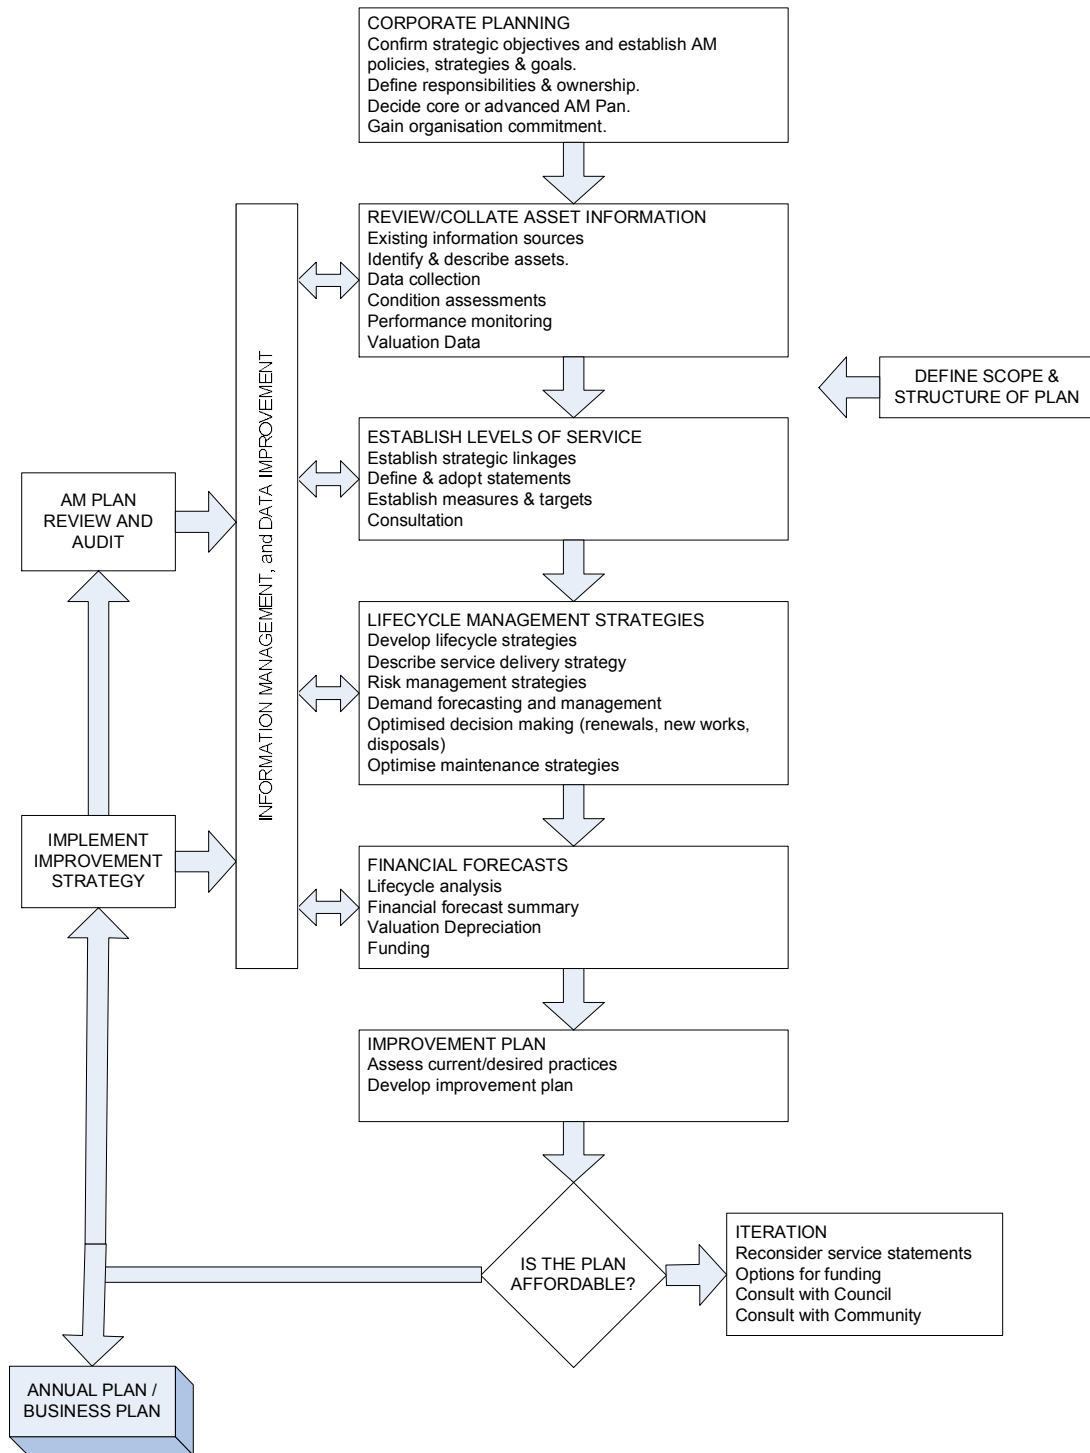 CORPORATE PLANNING
Confirm strategic objectives and establish AM
policies, strategies & goals.
Define responsibilities & ownership.
Decide core or advanced AM Pan.
Gain organisation commitment.
REVIEW/COLLATE ASSET INFORMATION
Existing information sources
Identify & describe assets.
Data collection
Condition assessments
Performance monitoring
Valuation Data
DEFINE SCOPE &
STRUCTURE OF PLAN
INFORMATION MANAGEMENT, and DATA IMPROVEMENT
ESTABLISH LEVELS OF SERVICE
Establish strategic linkages
Define & adopt statements
Establish measures & targets
Consultation
AM PLAN
REVIEW AND
AUDIT
LIFECYCLE MANAGEMENT STRATEGIES
Develop lifecycle strategies
Describe service delivery strategy
Risk management strategies
Demand forecasting and management
Optimised decision making (renewals, new works,
disposals)
Optimise maintenance strategies
IMPLEMENT
IMPROVEMENT
STRATEGY
FINANCIAL FORECASTS
Lifecycle analysis
Financial forecast summary
Valuation Depreciation
Funding
IMPROVEMENT PLAN
Assess current/desired practices
Develop improvement plan
IS THE PLAN
AFFORDABLE?
ITERATION
Reconsider service statements
Options for funding
Consult with Council
Consult with Community
ANNUAL PLAN /
BUSINESS PLAN